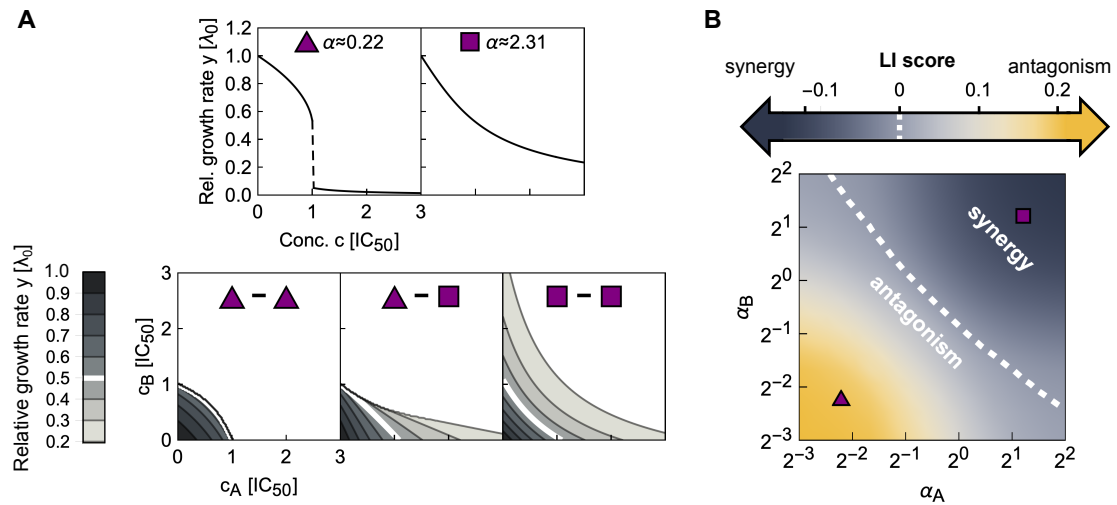 A
Rel. growth rate y [λ0]
1.2
1.0
0.8
0.6
0.4
0.2
0.0
α≈0.22
α≈2.31
0
1
2
3
Conc. c [IC50]
Relative growth rate y [λ0]
1.0
0.9
0.8
0.7
0.6
0.5
0.4
0.3
0.2
cB [IC50]
3
2
1
0
0
1
2
3
cA [IC50]
B
LI score
synergy
antagonism
−0.1
0
0.1
0.2
αB
2^2
2^1
2^0
2^−1
2^−2
2^−3
synergy
antagonism
2^−3
2^−2
2^−1
2^0
2^1
2^2
αA